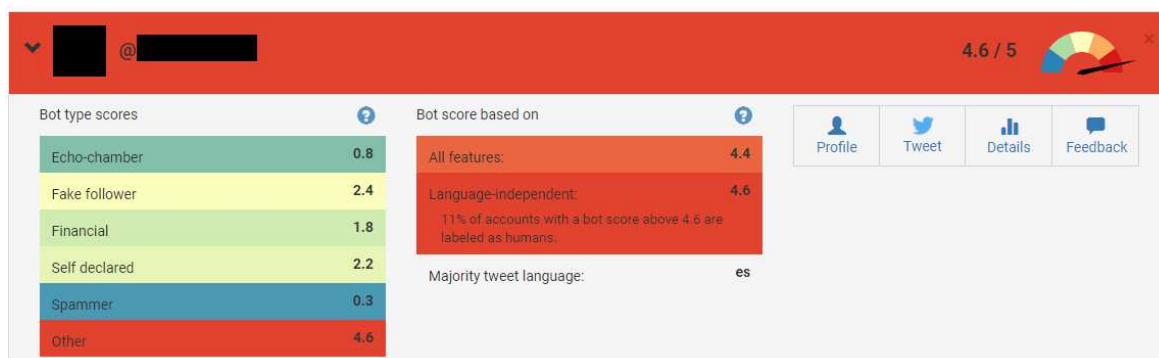 @
4.6 / 5
×
Bot type scores
?
Echo-chamber 0.8
Fake follower 2.4
Financial 1.8
Self declared 2.2
Spammer 0.3
Other 4.6
Bot score based on
?
All features: 4.4
Language-independent: 4.6
11% of accounts with a bot score above 4.6 are
labeled as humans.
Majority tweet language: es
Profile
Tweet
Details
Feedback